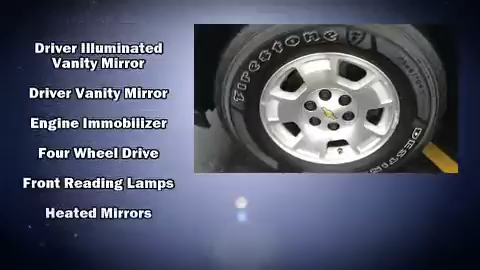 Driver Illuminated
Vanity Mirror
Driver Vanity Mirror
Engine Immobilizer
Four Wheel Drive
Front Reading Lamps
Heated Mirrors
Firestone